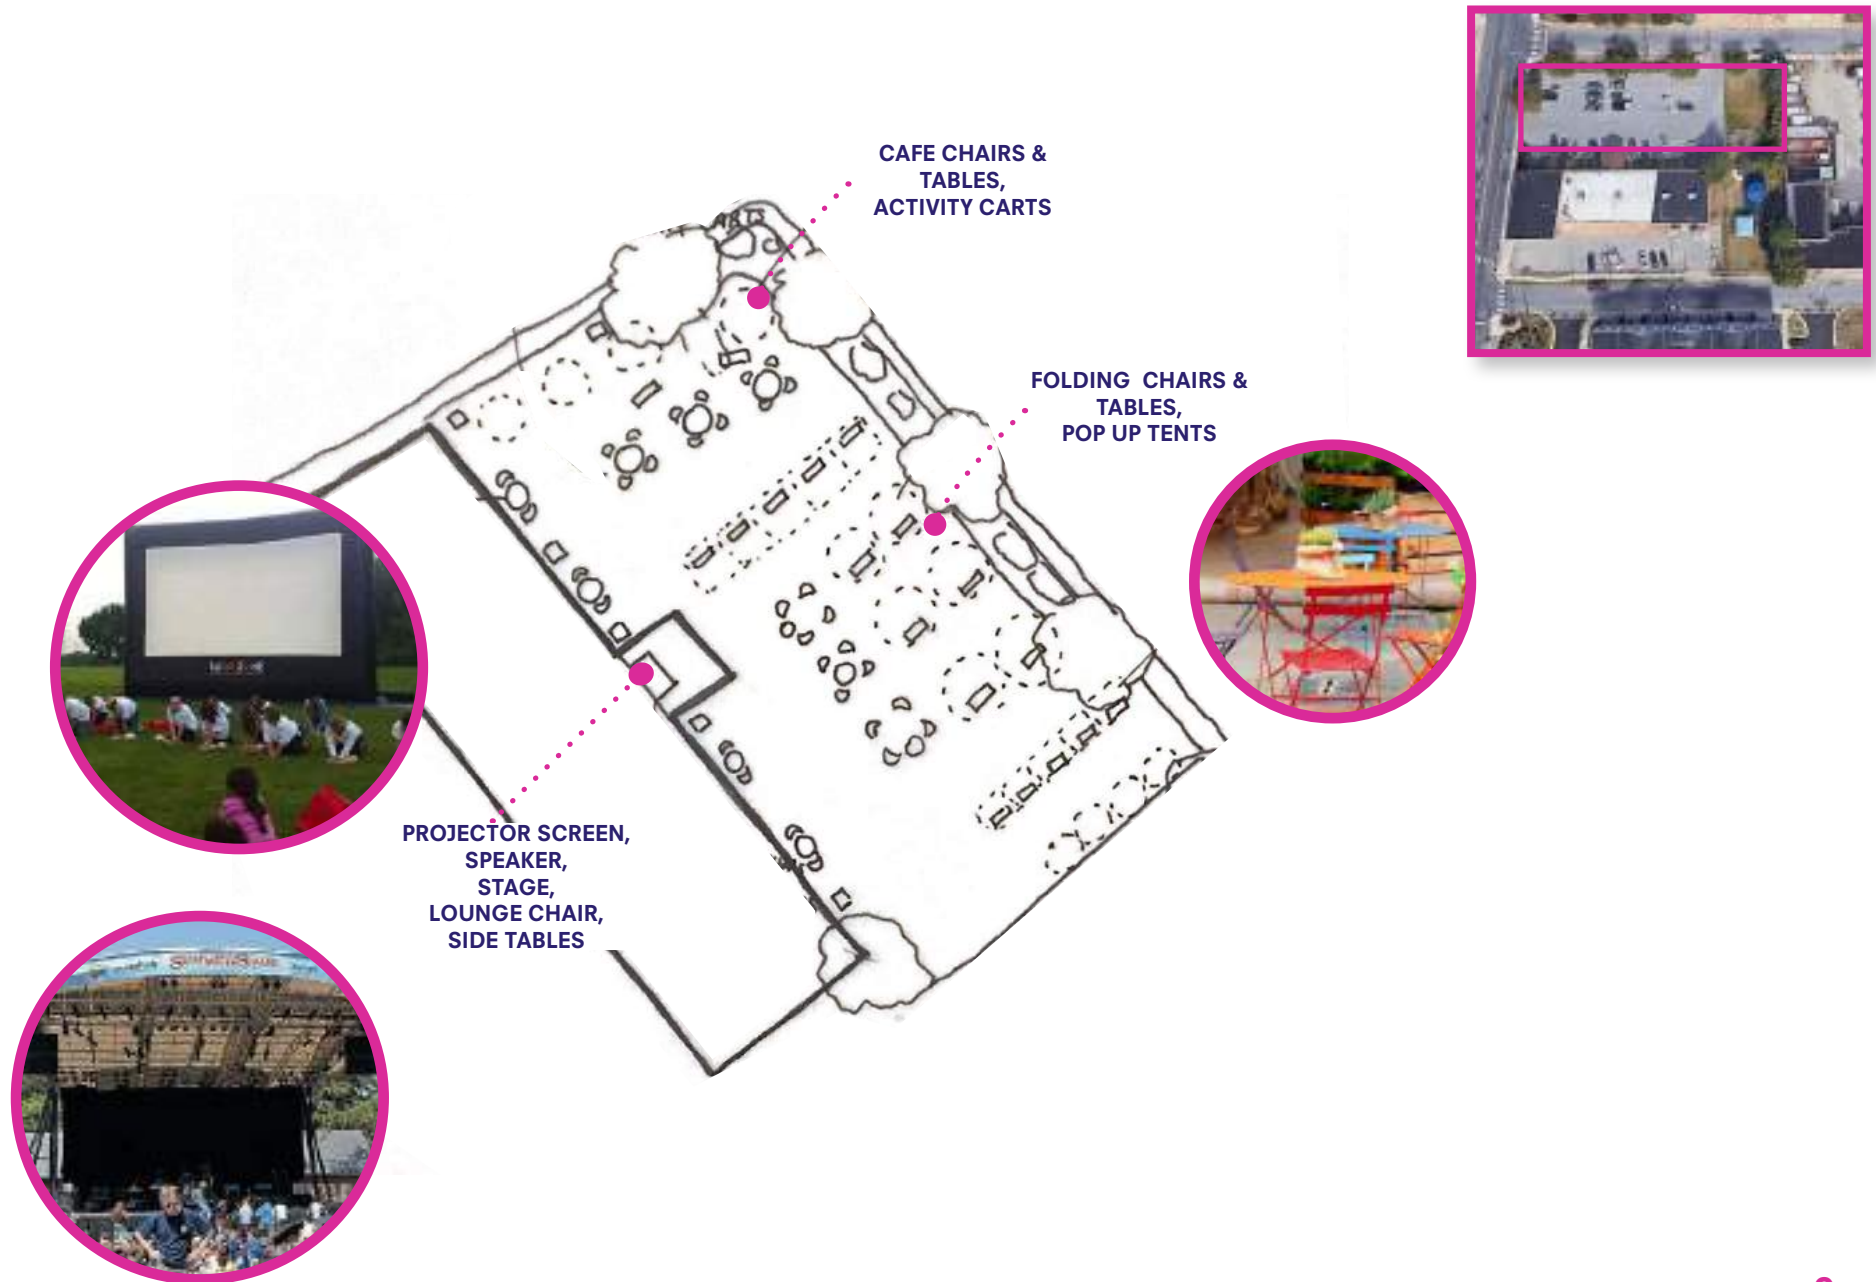 CAFE CHAIRS &
TABLES,
ACTIVITY CARTS
FOLDING CHAIRS &
TABLES,
POP UP TENTS
PROJECTOR SCREEN,
SPEAKER,
STAGE,
LOUNGE CHAIR,
SIDE TABLES